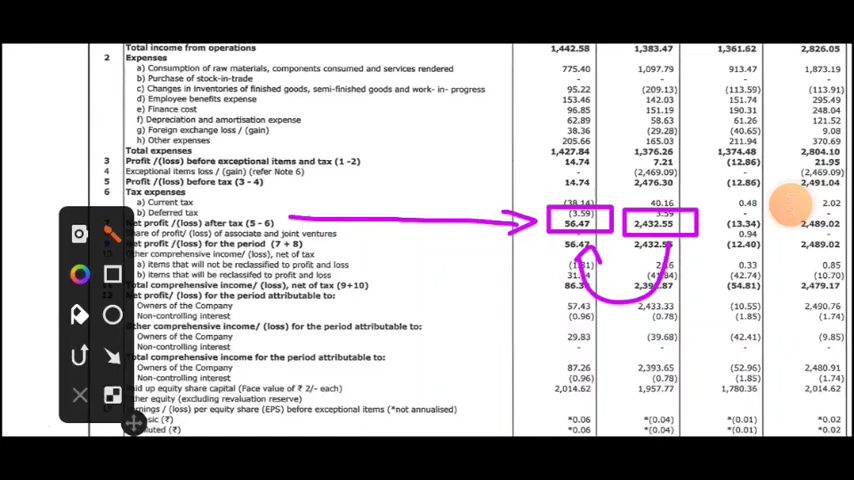 Total income from operations 1,442.58 1,383.47 1,361.62 2,826.05
2 Expenses
a) Consumption of raw materials, components consumed and services rendered 775.40 1,097.79 913.47 1,873.19
b) Purchase of stock-in-trade - - - -
c) Changes in inventories of finished goods, semi-finished goods and work- in- progress 95.22 (209.13) (113.59) (113.91)
d) Employee benefits expense 153.46 142.03 151.74 295.49
e) Finance cost 96.85 151.19 190.31 248.04
f) Depreciation and amortisation expense 62.89 58.63 61.26 121.52
g) Foreign exchange loss / (gain) 38.36 (29.28) (40.65) 9.08
h) Other expenses 205.66 165.03 211.94 370.69
Total expenses 1,427.84 1,376.26 1,374.48 2,804.10
3 Profit /(loss) before exceptional items and tax (1 -2) 14.74 7.21 (12.86) 21.95
4 Exceptional items loss / (gain) (refer Note 6) - (2,469.09) - (2,469.09)
5 Profit /(loss) before tax (3 - 4) 14.74 2,476.30 (12.86) 2,491.04
6 Tax expenses
a) Current tax (38.14) 40.16 0.48 2.02
b) Deferred tax (3.59) 3.59 - -
Net profit /(loss) after tax (5 - 6) 56.47 2,432.55 (13.34) 2,489.02
Share of profit/ (loss) of associate and joint ventures - - 0.94 -
Net profit/ (loss) for the period (7 + 8) 56.47 2,432.55 (12.40) 2,489.02
Other comprehensive income/ (loss), net of tax
a) items that will not be reclassified to profit and loss 0.33 0.85
b) items that will be reclassifed to profit and loss (42.74) (10.70)
Total comprehensive income/ (loss), net of tax (9+10) (54.81) 2,479.17
Net profit/ (loss) for the period attributable to:
Owners of the Company 57.43 2,433.33 (10.55) 2,490.76
Non-controlling interest (0.96) (0.78) (1.85) (1.74)
Other comprehensive income/ (loss) for the period attributable to:
Owners of the Company 29.83 (39.68) (42.41) (9.85)
Non-controlling interest - - - -
Total comprehensive income for the period attributable to:
Owners of the Company 87.26 2,393.65 (52.96) 2,480.91
Non-controlling interest (0.96) (0.78) (1.85) (1.74)
up equity share capital (Face value of ₹ 2/- each) 2,014.62 1,957.77 1,780.36 2,014.62
equity (excluding revaluation reserve)
/ (loss) per equity share (EPS) before exceptional items (*not annualised)
(₹) *0.06 *(0.04) *(0.01) *0.02
(₹) *0.06 *(0.04) *(0.01) *0.02